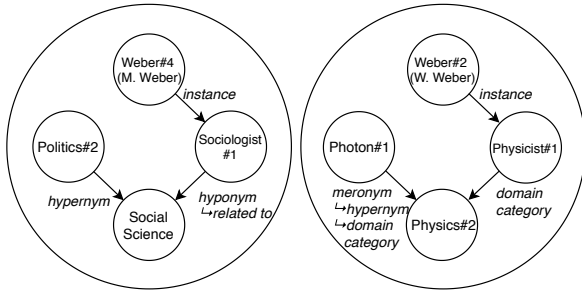 Weber#4
(M. Weber)
instance
Politics#2
Sociologist
#1
hypernym
hyponym
↳related to
Social
Science
Weber#2
(W. Weber)
instance
Photon#1
Physicist#1
meronym
↳hypernym
↳domain
category
domain
category
Physics#2